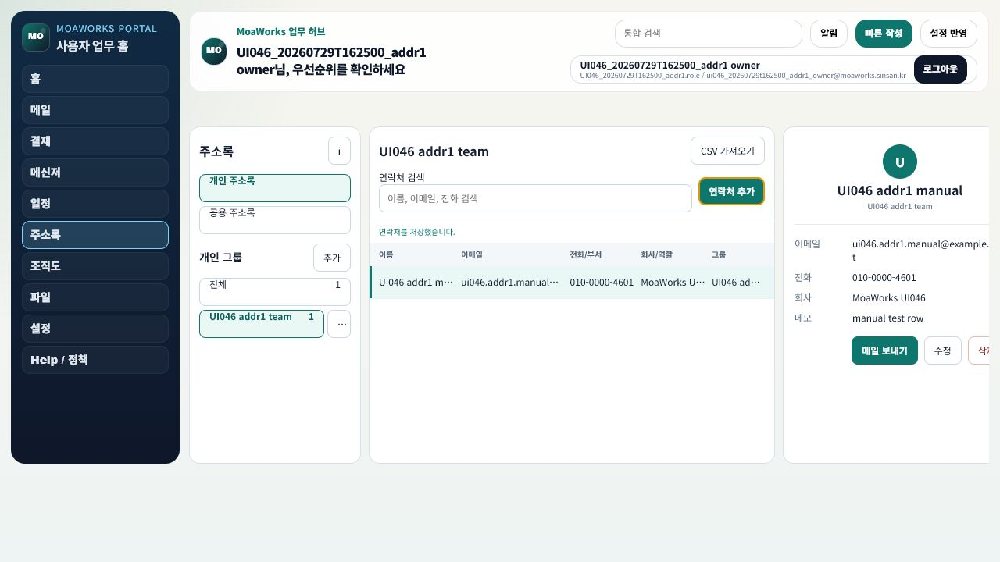 MO
MOAWORKS PORTAL
사용자 업무 홈
홈
메일
결재
메신저
일정
주소록
조직도
파일
설정
Help / 정책
MO
MoaWorks 업무 허브
UI046_20260729T162500_addr1
owner님, 우선순위를 확인하세요
통합 검색
알림
빠른 작성
설정 반영
UI046_20260729T162500_addr1 owner
UI046_20260729T162500_addr1.role / ui046_20260729t162500_addr1_owner@moaworks.sinsan.kr
로그아웃
주소록
i
개인 주소록
공용 주소록
개인 그룹
추가
전체 1
UI046 addr1 team 1
...
UI046 addr1 team
CSV 가져오기
연락처 검색
이름, 이메일, 전화 검색
연락처 추가
연락처를 저장했습니다.
이름 이메일 전화/부서 회사/역할 그룹
UI046 addr1 m… ui046.addr1.manual… 010-0000-4601 MoaWorks U… UI046 ad…
U
UI046 addr1 manual
UI046 addr1 team
이메일 ui046.addr1.manual@example.
t
전화 010-0000-4601
회사 MoaWorks UI046
메모 manual test row
메일 보내기
수정